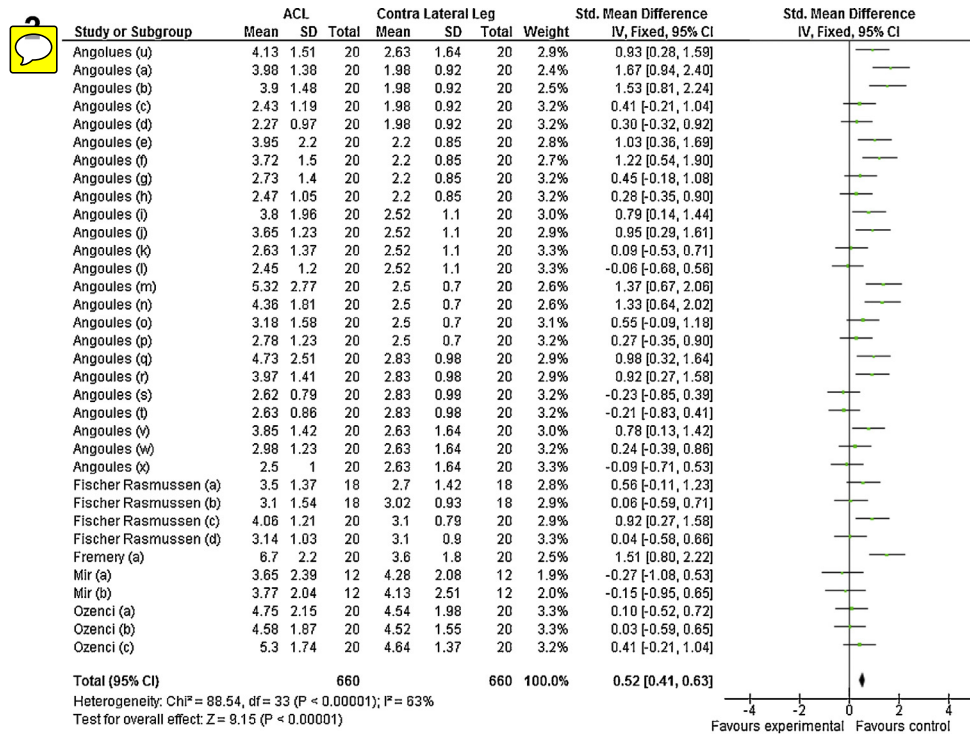 ACL Contra Lateral Leg Std. Mean Difference Std. Mean Difference
Study or Subgroup Mean SD Total Mean SD Total Weight IV, Fixed, 95% CI IV, Fixed, 95% CI
Angolues (u) 4.13 1.51 20 2.63 1.64 20 2.9% 0.93 [0.28, 1.59]
Angoules (a) 3.98 1.38 20 1.98 0.92 20 2.4% 1.67 [0.94, 2.40]
Angoules (b) 3.9 1.48 20 1.98 0.92 20 2.5% 1.53 [0.81, 2.24]
Angoules (c) 2.43 1.19 20 1.98 0.92 20 3.2% 0.41 [-0.21, 1.04]
Angoules (d) 2.27 0.97 20 1.98 0.92 20 3.2% 0.30 [-0.32, 0.92]
Angoules (e) 3.95 2.2 20 2.2 0.85 20 2.8% 1.03 [0.36, 1.69]
Angoules (f) 3.72 1.5 20 2.2 0.85 20 2.7% 1.22 [0.54, 1.90]
Angoules (g) 2.73 1.4 20 2.2 0.85 20 3.2% 0.45 [-0.18, 1.08]
Angoules (h) 2.47 1.05 20 2.2 0.85 20 3.2% 0.28 [-0.35, 0.90]
Angoules (i) 3.8 1.96 20 2.52 1.1 20 3.0% 0.79 [0.14, 1.44]
Angoules (j) 3.65 1.23 20 2.52 1.1 20 2.9% 0.95 [0.29, 1.61]
Angoules (k) 2.63 1.37 20 2.52 1.1 20 3.3% 0.09 [-0.53, 0.71]
Angoules (l) 2.45 1.2 20 2.52 1.1 20 3.3% -0.06 [-0.68, 0.56]
Angoules (m) 5.32 2.77 20 2.5 0.7 20 2.6% 1.37 [0.67, 2.06]
Angoules (n) 4.36 1.81 20 2.5 0.7 20 2.6% 1.33 [0.64, 2.02]
Angoules (o) 3.18 1.58 20 2.5 0.7 20 3.1% 0.55 [-0.09, 1.18]
Angoules (p) 2.78 1.23 20 2.5 0.7 20 3.2% 0.27 [-0.35, 0.90]
Angoules (q) 4.73 2.51 20 2.83 0.98 20 2.9% 0.98 [0.32, 1.64]
Angoules (r) 3.97 1.41 20 2.83 0.98 20 2.9% 0.92 [0.27, 1.58]
Angoules (s) 2.62 0.79 20 2.83 0.99 20 3.2% -0.23 [-0.85, 0.39]
Angoules (t) 2.63 0.86 20 2.83 0.98 20 3.2% -0.21 [-0.83, 0.41]
Angoules (v) 3.85 1.42 20 2.63 1.64 20 3.0% 0.78 [0.13, 1.42]
Angoules (w) 2.98 1.23 20 2.63 1.64 20 3.2% 0.24 [-0.39, 0.86]
Angoules (x) 2.5 1 20 2.63 1.64 20 3.3% -0.09 [-0.71, 0.53]
Fischer Rasmussen (a) 3.5 1.37 18 2.7 1.42 18 2.8% 0.56 [-0.11, 1.23]
Fischer Rasmussen (b) 3.1 1.54 18 3.02 0.93 18 3.0% 0.06 [-0.59, 0.71]
Fischer Rasmussen (c) 4.06 1.21 20 3.1 0.79 20 2.9% 0.92 [0.27, 1.58]
Fischer Rasmussen (d) 3.14 1.03 20 3.1 0.9 20 3.3% 0.04 [-0.58, 0.66]
Fremery (a) 6.7 2.2 20 3.6 1.8 20 2.5% 1.51 [0.80, 2.22]
Mir (a) 3.65 2.39 12 4.28 2.08 12 1.9% -0.27 [-1.08, 0.53]
Mir (b) 3.77 2.04 12 4.13 2.51 12 2.0% -0.15 [-0.95, 0.65]
Ozenci (a) 4.75 2.15 20 4.54 1.98 20 3.3% 0.10 [-0.52, 0.72]
Ozenci (b) 4.58 1.87 20 4.52 1.55 20 3.3% 0.03 [-0.59, 0.65]
Ozenci (c) 5.3 1.74 20 4.64 1.37 20 3.2% 0.41 [-0.21, 1.04]
Total (95% CI) 660 660 100.0% 0.52 [0.41, 0.63]
Heterogeneity: Chi² = 88.54, df = 33 (P < 0.00001); I² = 63%
Test for overall effect: Z = 9.15 (P < 0.00001)
-4 -2 0 2 4
Favours experimental Favours control